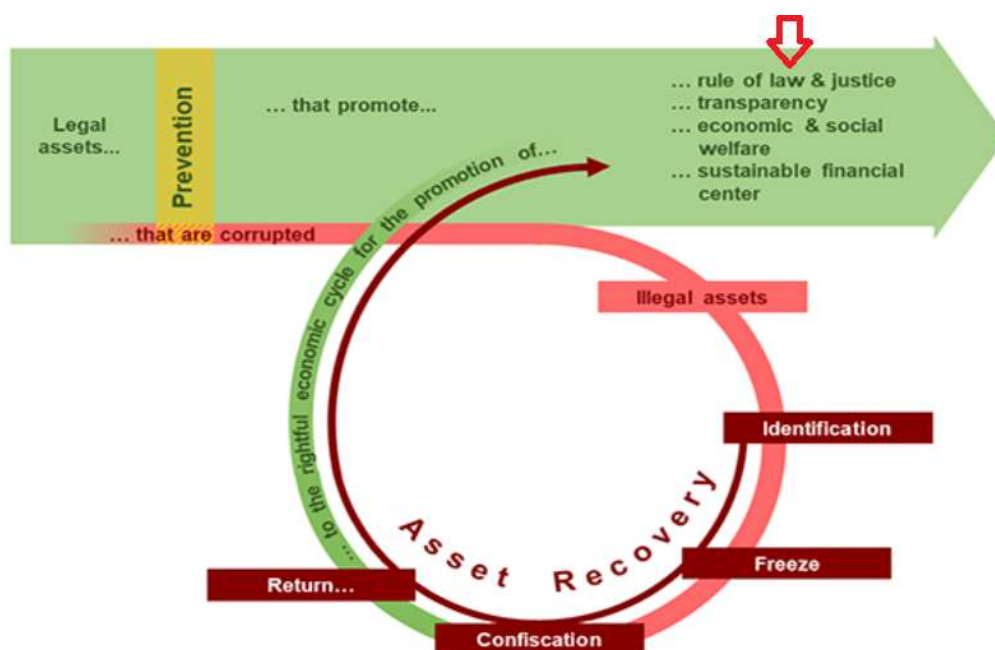 Legal
assets...
Prevention
... that promote...
... rule of law & justice
... transparency
... economic & social
welfare
... sustainable financial
center
... that are corrupted
Illegal assets
Identification
Freeze
Confiscation
Return...
... to the rightful economic cycle for the promotion of...
Asset Recovery